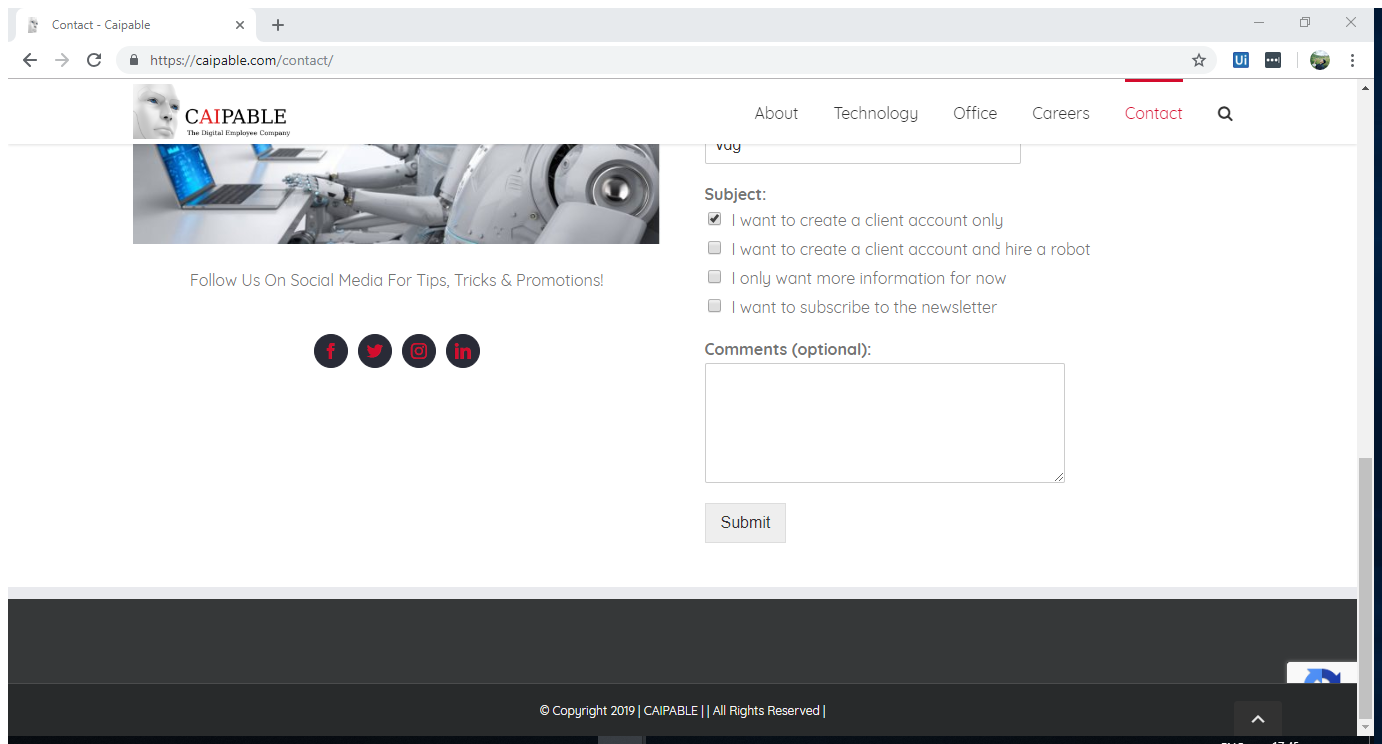 Contact - Caipable
https://caipable.com/contact/
Ui
CAIPABLE
The Digital Employee Company
About Technology Office Careers Contact
Subject:
I want to create a client account only
I want to create a client account and hire a robot
I only want more information for now
I want to subscribe to the newsletter
Follow Us On Social Media For Tips, Tricks & Promotions!
Comments (optional):
Submit
© Copyright 2019 | CAIPABLE | | All Rights Reserved |